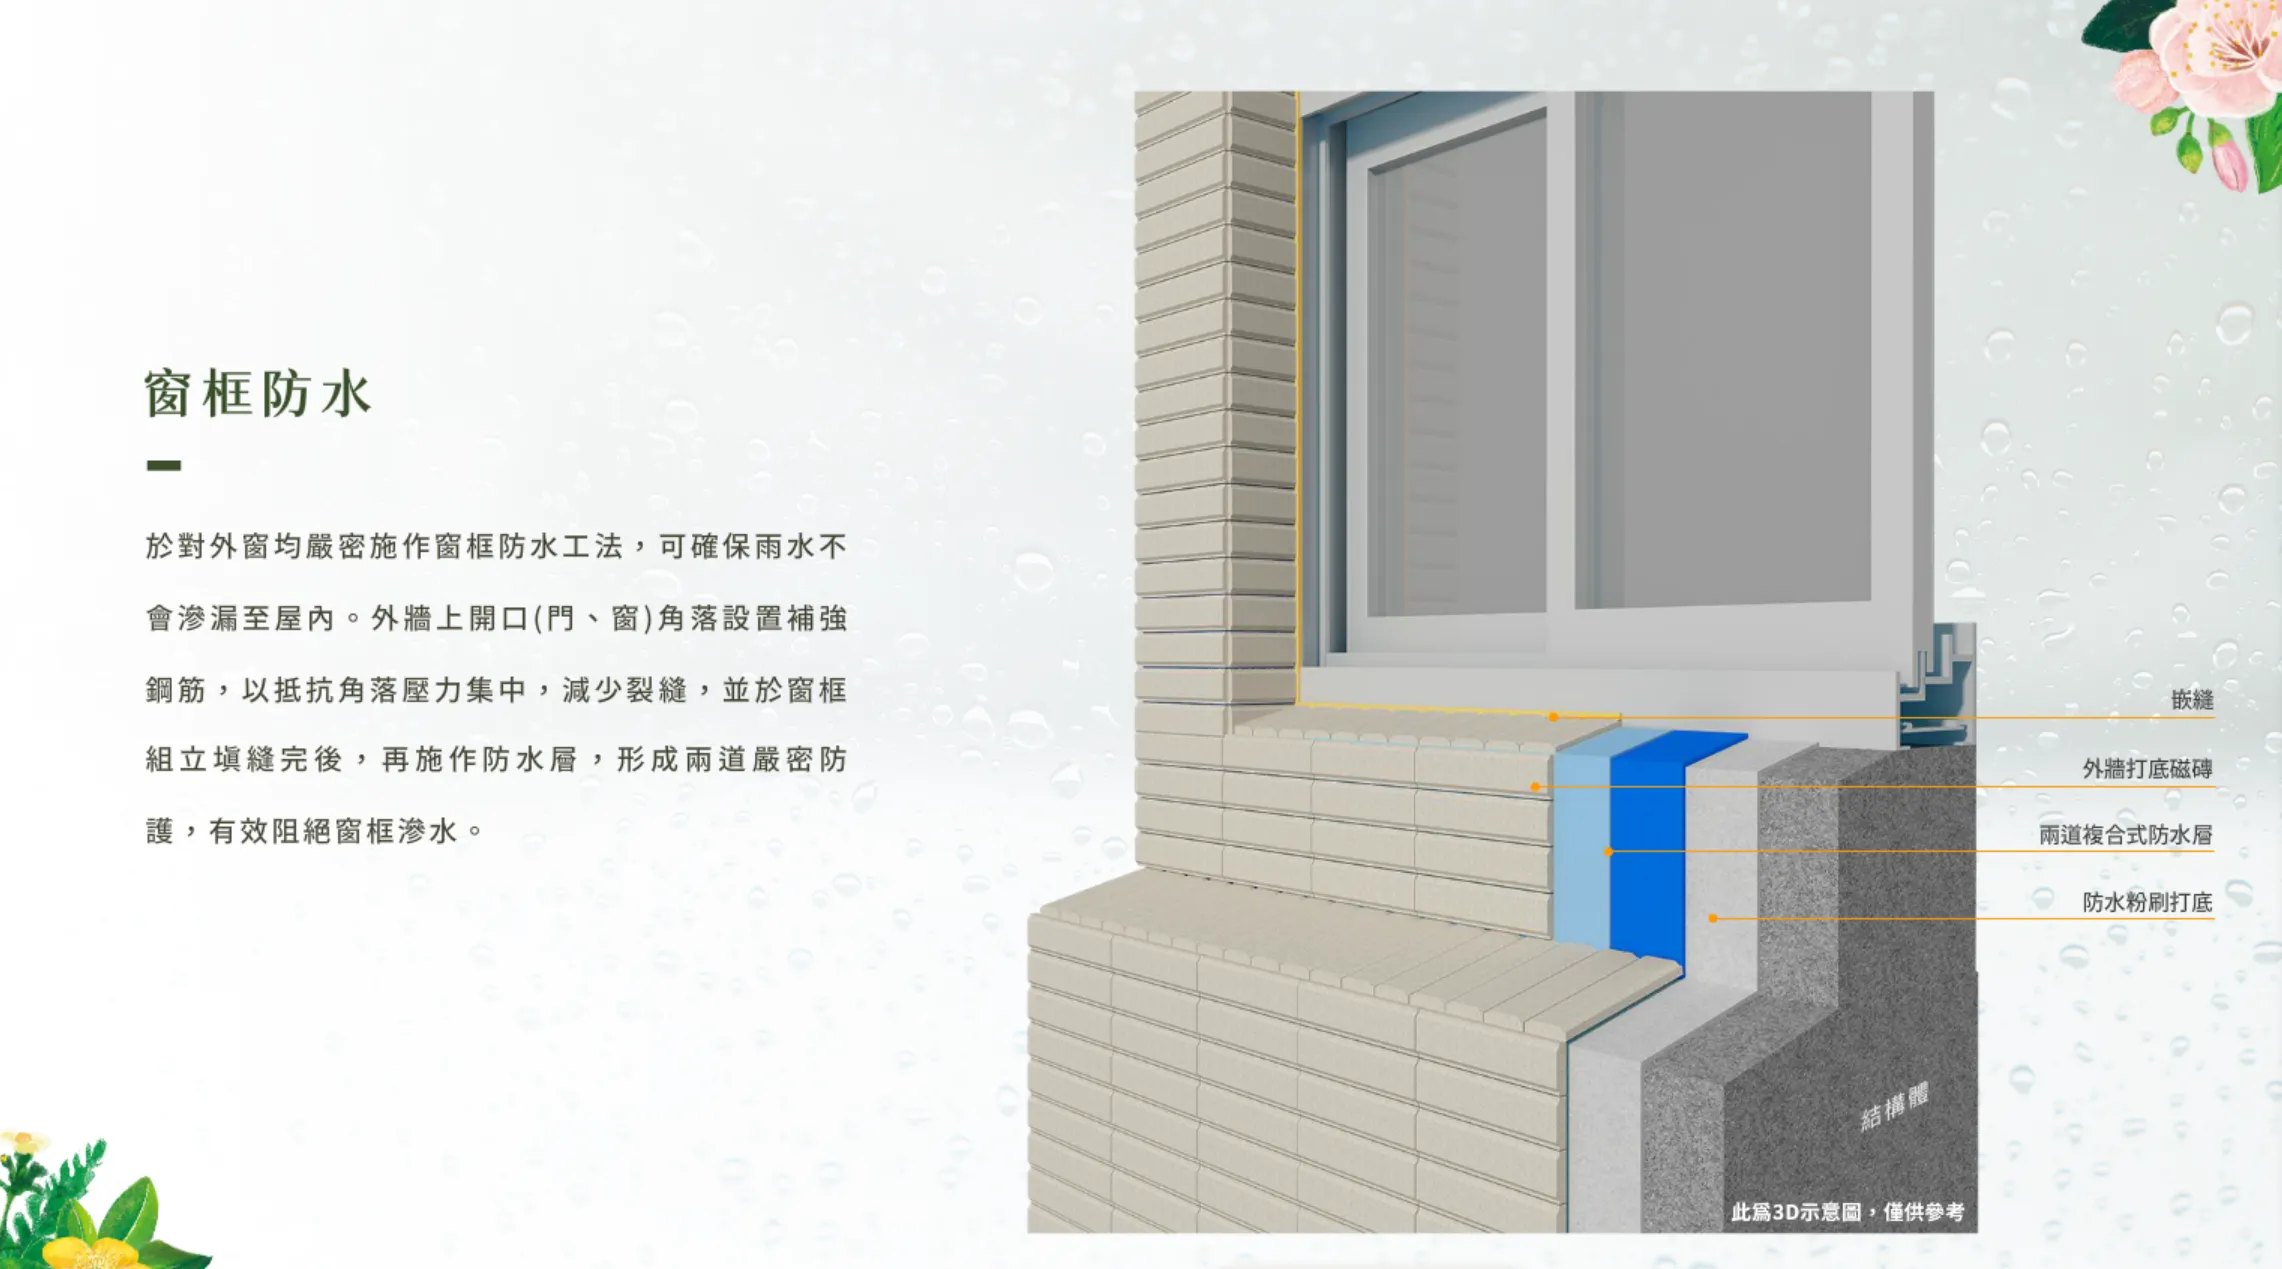 窗框防水
於對外窗均嚴密施作窗框防水工法，可確保雨水不
會滲漏至屋內。外牆上開口(門、窗)角落設置補強
鋼筋，以抵抗角落壓力集中，減少裂縫，並於窗框
組立填縫完後，再施作防水層，形成兩道嚴密防
護，有效阻絕窗框滲水。
嵌縫
外牆打底磁磚
兩道複合式防水層
防水粉刷打底
結構體
此為3D示意圖，僅供參考